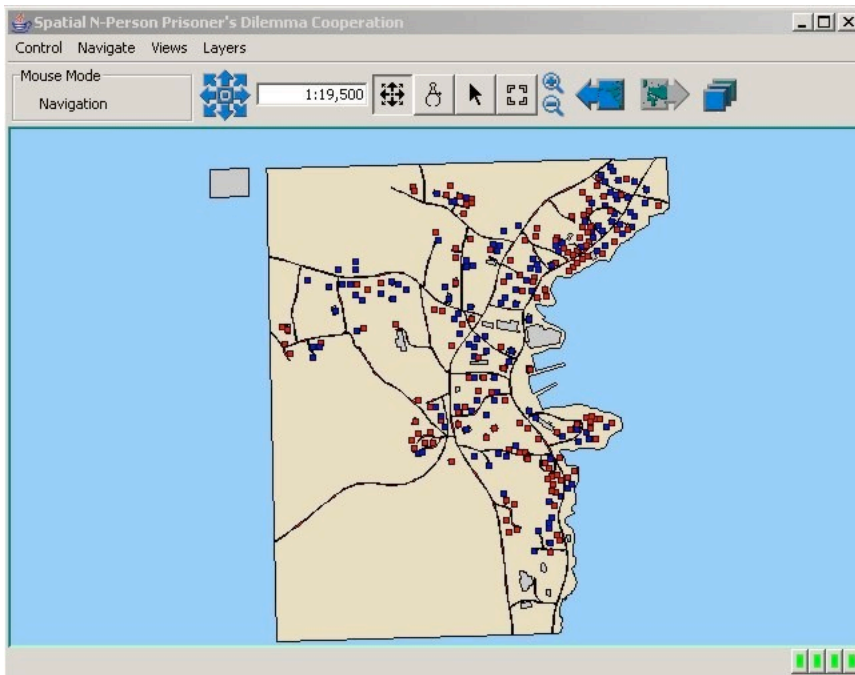 Spatial N-Person Prisoner's Dilemma Cooperation
Control Navigate Views Layers
Mouse Mode
Navigation
1:19,500